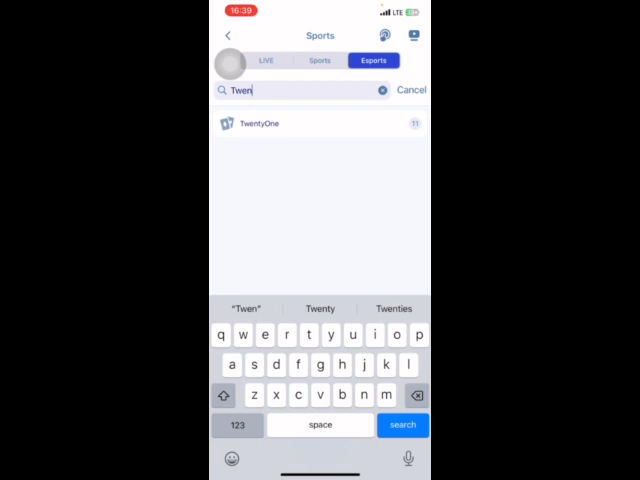 16:39
LTE
Sports
LIVE Sports Esports
Twen Cancel
TwentyOne 11
"Twen" Twenty Twenties
q w e r t y u i o p
a s d f g h j k l
z x c v b n m
123 space search